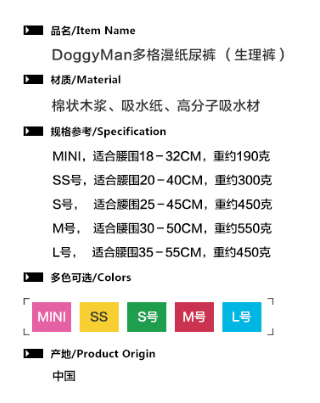 品名/Item Name
DoggyMan多格漫纸尿裤（生理裤）
材质/Material
棉状木浆、吸水纸、高分子吸水材
规格参考/Specification
MINI，适合腰围18-32CM，重约190克
SS号，适合腰围20-40CM，重约300克
S号， 适合腰围25-45CM，重约450克
M号， 适合腰围30-50CM，重约550克
L号， 适合腰围35-55CM，重约450克
多色可选/Colors
MINI SS S号 M号 L号
产地/Product Origin
中国